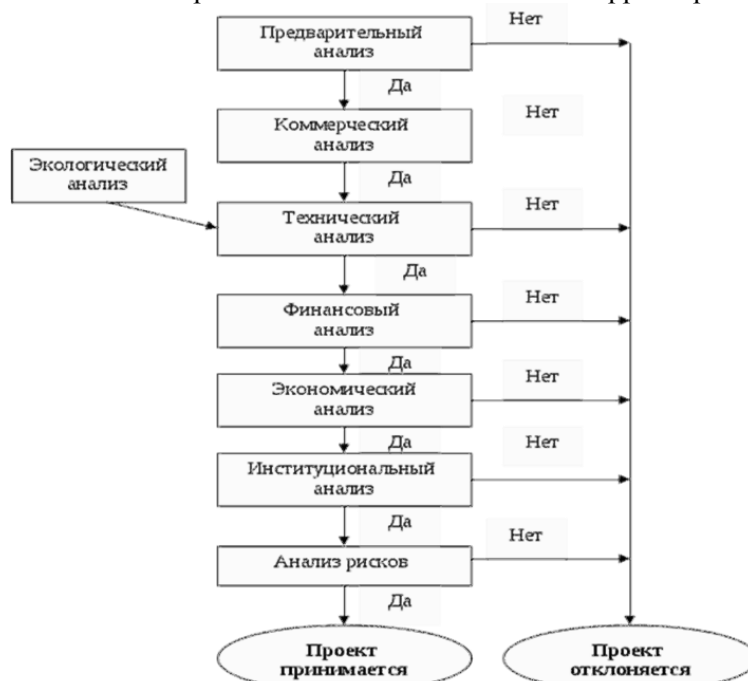 Нет
Предварительный
анализ
Да
Коммерческий
анализ
Нет
Экологический
анализ
Да
Технический
анализ
Нет
Да
Финансовый
анализ
Нет
Да
Экономический
анализ
Нет
Да
Институциональный
анализ
Нет
Да
Анализ рисков
Нет
Да
Проект
принимается
Проект
отклоняется